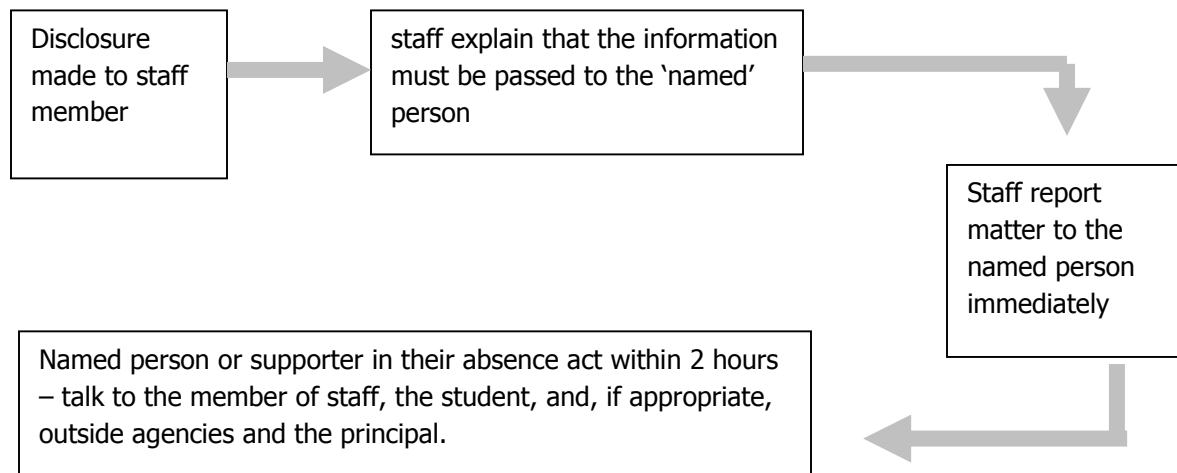 Disclosure
made to staff
member
staff explain that the information
must be passed to the ‘named’
person
Staff report
matter to the
named person
immediately
Named person or supporter in their absence act within 2 hours
– talk to the member of staff, the student, and, if appropriate,
outside agencies and the principal.